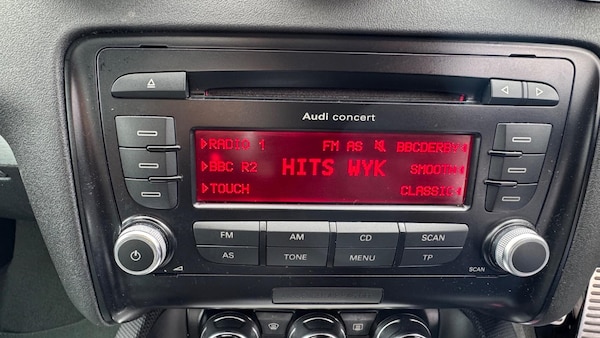 Audi concert
RADIO 1 FM AS BBCDERBY
BBC R2 HITS WYK SMOOTH
TOUCH CLASSIC
FM AM CD SCAN
AS TONE MENU TP
SCAN